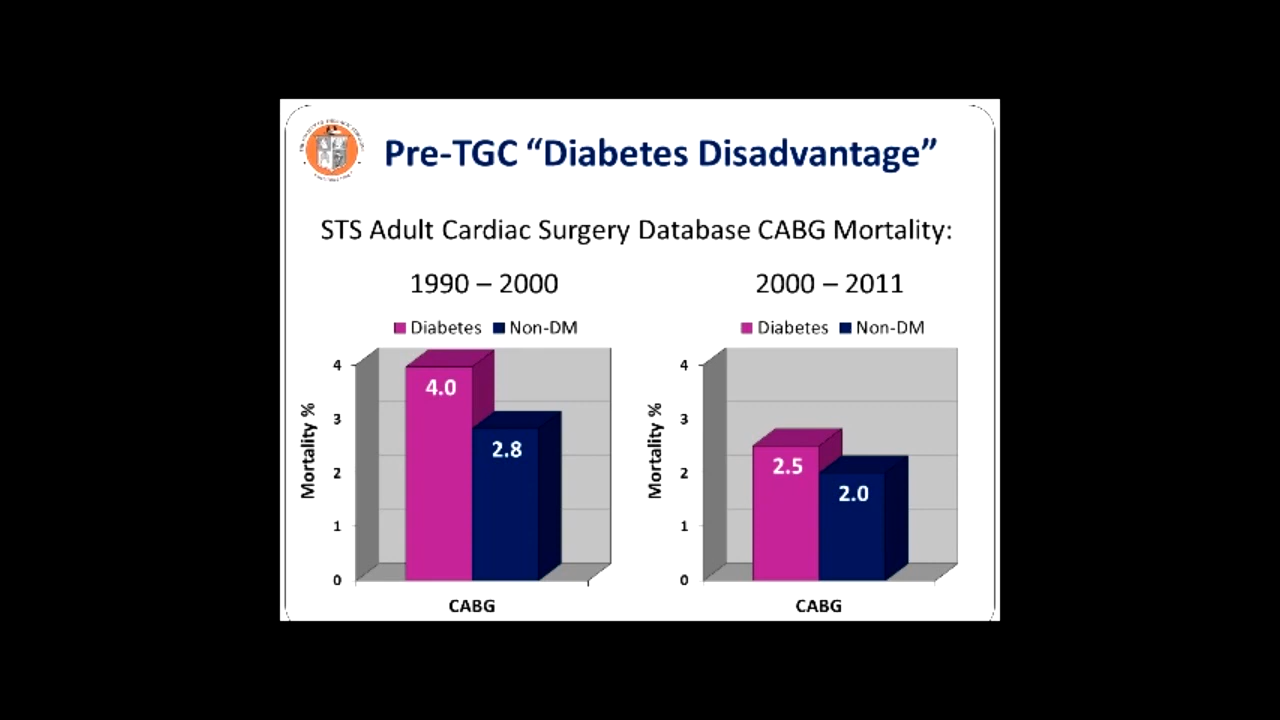 Pre-TGC “Diabetes Disadvantage”
STS Adult Cardiac Surgery Database CABG Mortality:
1990 – 2000
Diabetes Non-DM
Mortality %
4
3
2
1
0
4.0
2.8
CABG
2000 – 2011
Diabetes Non-DM
Mortality %
4
3
2
1
0
2.5
2.0
CABG